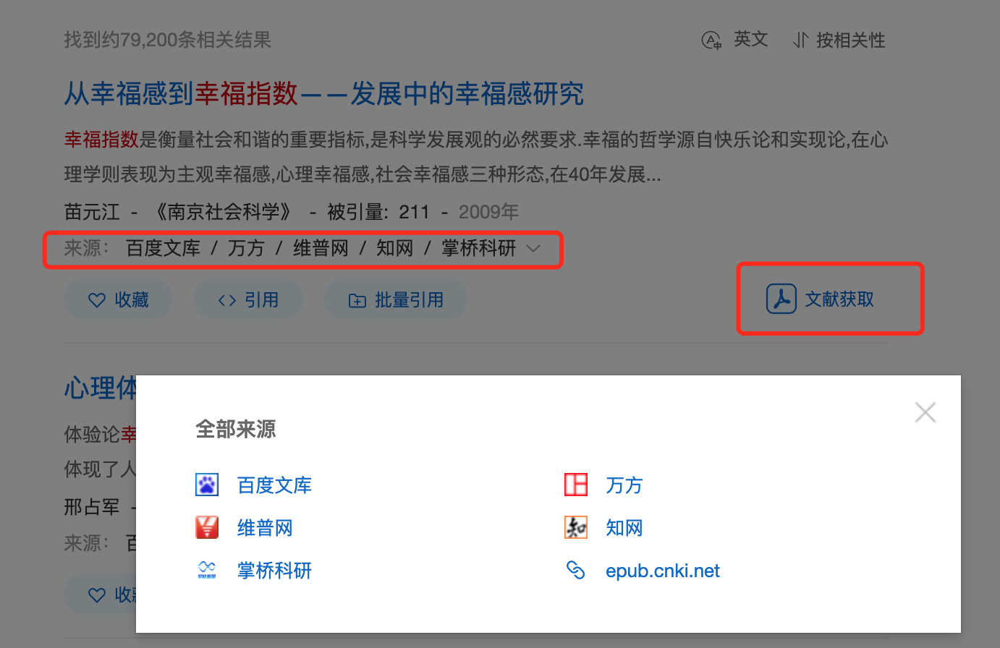 找到约79,200条相关结果
英文 按相关性
从幸福感到幸福指数——发展中的幸福感研究
幸福指数是衡量社会和谐的重要指标,是科学发展观的必然要求.幸福的哲学源自快乐论和实现论,在心
理学则表现为主观幸福感,心理幸福感,社会幸福感三种形态,在40年发展...
苗元江 - 《南京社会科学》 - 被引量: 211 - 2009年
来源: 百度文库 / 万方 / 维普网 / 知网 / 掌桥科研
收藏 引用 批量引用 文献获取
心理体
体验论幸
体现了人
邢占军 -
来源: 百
收藏
全部来源
百度文库 万方
维普网 知网
掌桥科研 epub.cnki.net